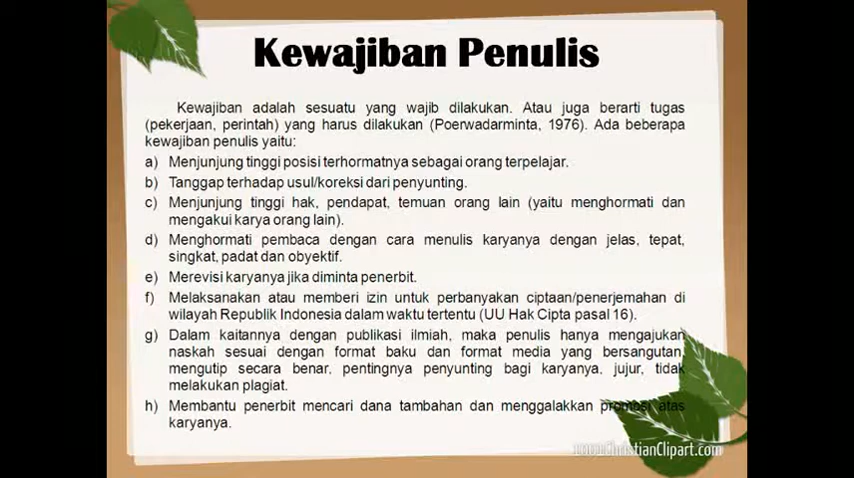 Kewajiban Penulis
Kewajiban adalah sesuatu yang wajib dilakukan. Atau juga berarti tugas
(pekerjaan, perintah) yang harus dilakukan (Poerwadarminta, 1976). Ada beberapa
kewajiban penulis yaitu:
a) Menjunjung tinggi posisi terhormatnya sebagai orang terpelajar.
b) Tanggap terhadap usul/koreksi dari penyunting.
c) Menjunjung tinggi hak, pendapat, temuan orang lain (yaitu menghormati dan
mengakui karya orang lain).
d) Menghormati pembaca dengan cara menulis karyanya dengan jelas, tepat,
singkat, padat dan obyektif.
e) Merevisi karyanya jika diminta penerbit.
f) Melaksanakan atau memberi izin untuk perbanyakan ciptaan/penerjemahan di
wilayah Republik Indonesia dalam waktu tertentu (UU Hak Cipta pasal 16).
g) Dalam kaitannya dengan publikasi ilmiah, maka penulis hanya mengajukan
naskah sesuai dengan format baku dan format media yang bersangutan,
mengutip secara benar, pentingnya penyunting bagi karyanya, jujur, tidak
melakukan plagiat.
h) Membantu penerbit mencari dana tambahan dan menggalakkan promosi atas
karyanya.
ChristianClipart.com